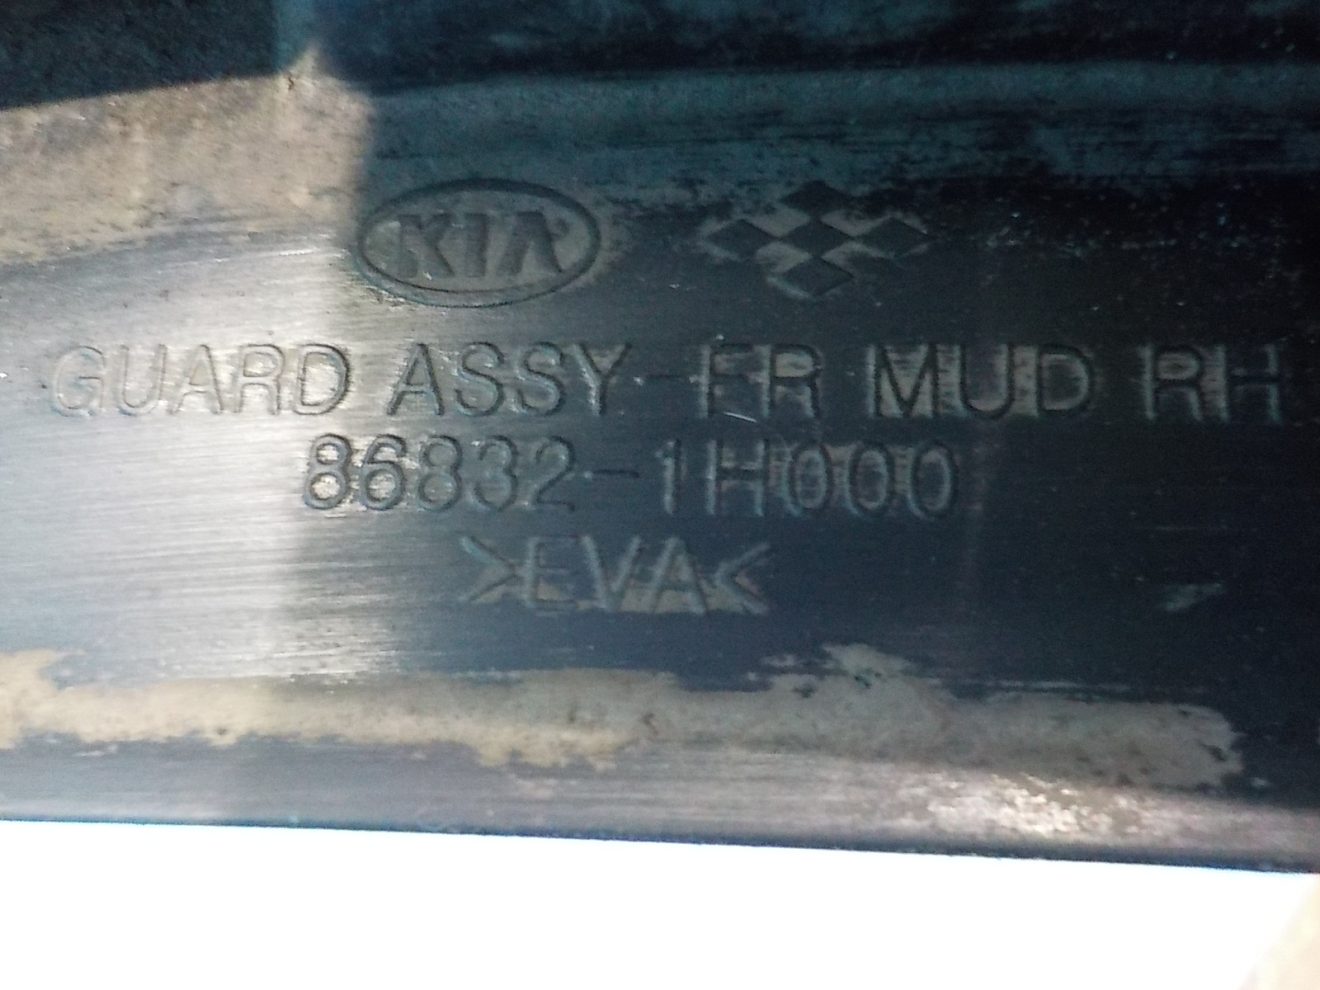 KIA
GUARD ASSY-FR MUD RH
86832-1H000
>EVA<